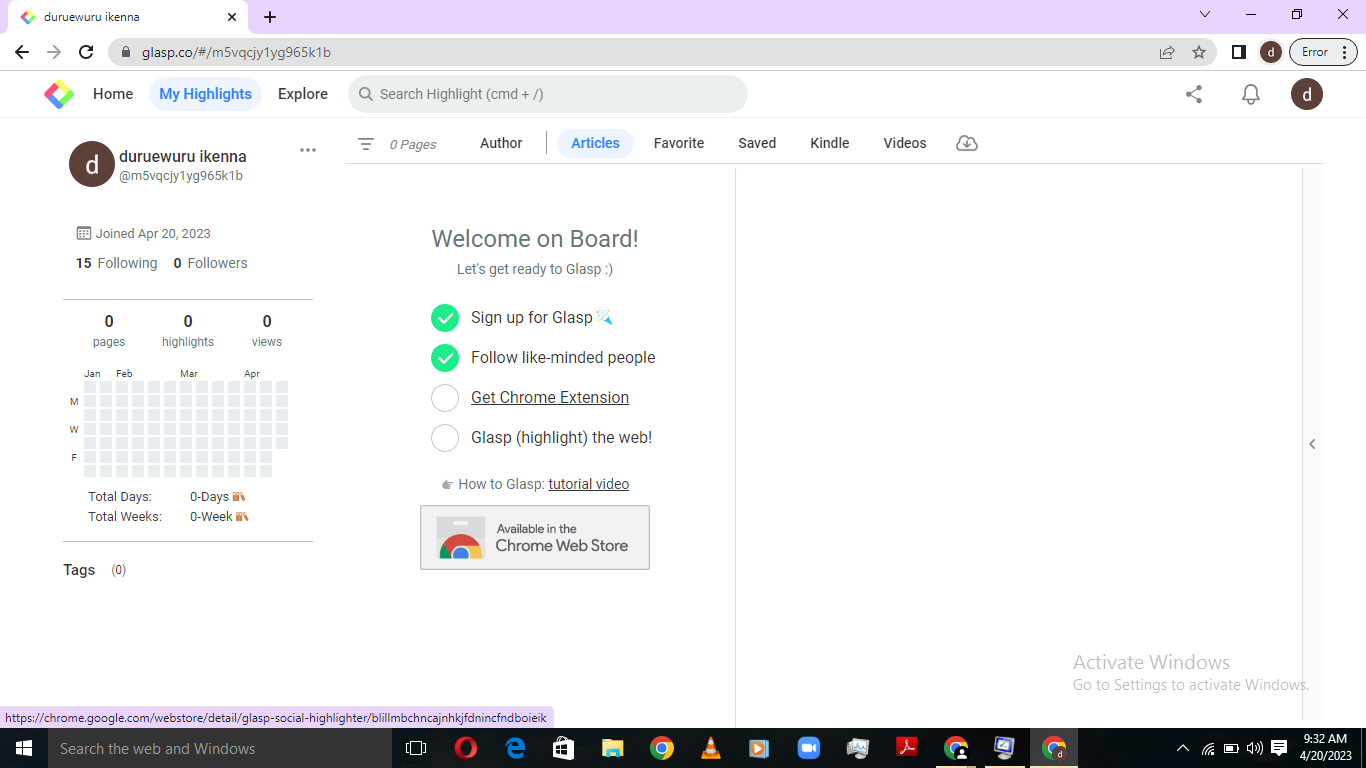 duruewuru ikenna
glasp.co/#/m5vqcjy1yg965k1b
d
Error
Home
My Highlights
Explore
Search Highlight (cmd + /)
d
d
duruewuru ikenna
@m5vqcjy1yg965k1b
Joined Apr 20, 2023
15 Following 0 Followers
0 0 0
pages highlights views
Jan Feb Mar Apr
M
W
F
Total Days: 0-Days
Total Weeks: 0-Week
Tags (0)
0 Pages
Author
Articles
Favorite
Saved
Kindle
Videos
Welcome on Board!
Let's get ready to Glasp :)
Sign up for Glasp
Follow like-minded people
Get Chrome Extension
Glasp (highlight) the web!
How to Glasp: tutorial video
Available in the
Chrome Web Store
Activate Windows
Go to Settings to activate Windows.
https://chrome.google.com/webstore/detail/glasp-social-highlighter/blillmbchncajnhkjfdnincfndboieik
Search the web and Windows
d
9:32 AM
4/20/2023